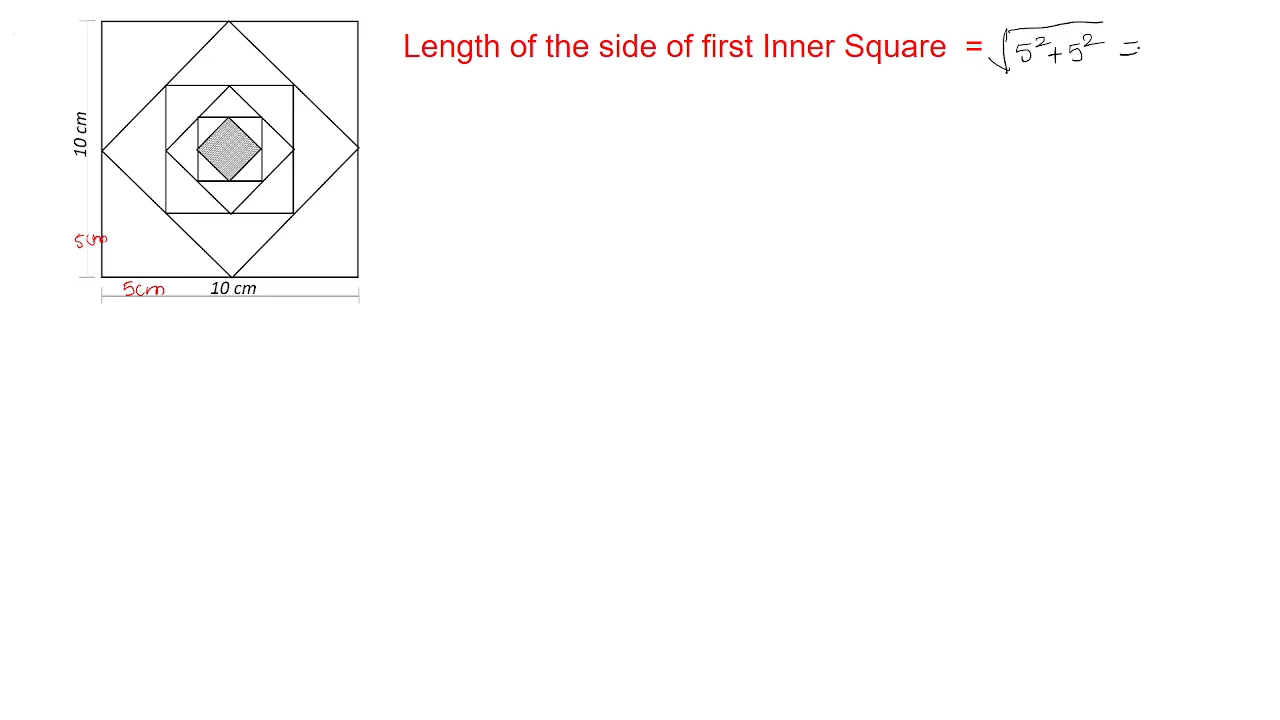 Length of the side of first Inner Square = √5²+5² =
10 cm
5cm
5cm 10 cm